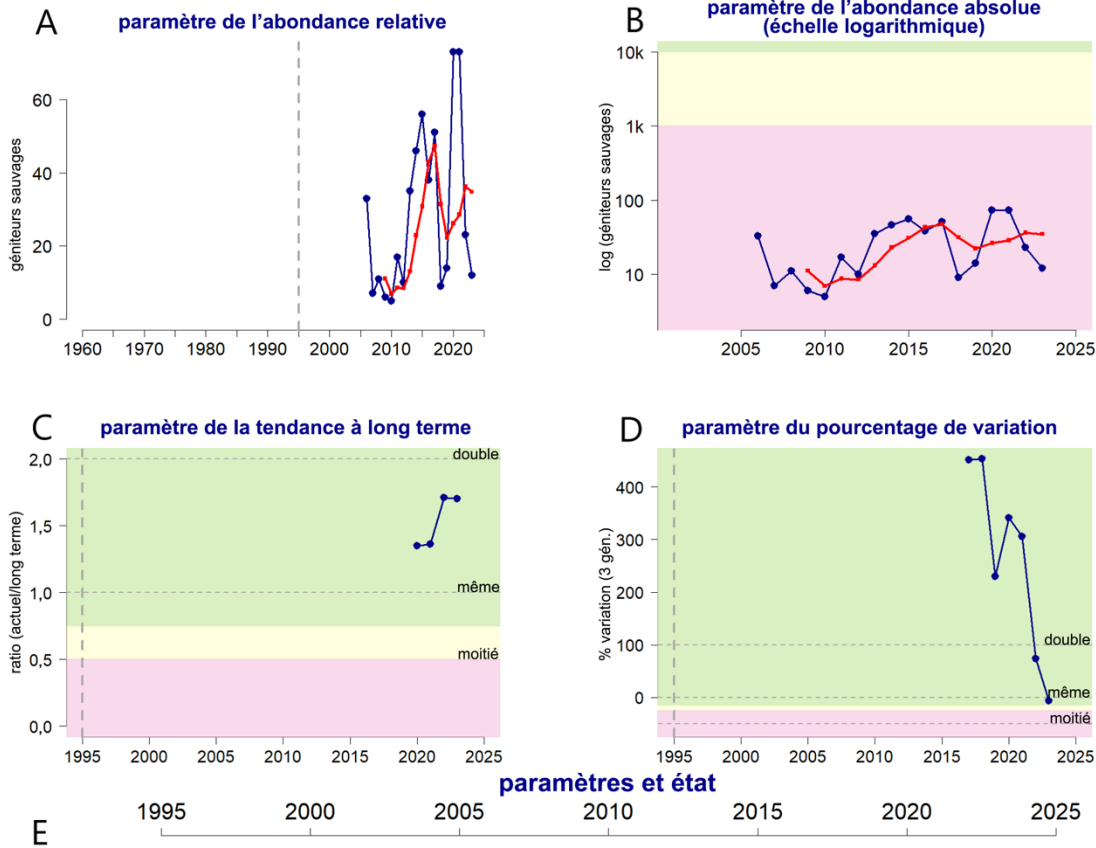 A
paramètre de l’abondance relative
géniteurs sauvages
60
40
20
0
1960 1970 1980 1990 2000 2010 2020
B
paramètre de l’abondance absolue
(échelle logarithmique)
log (géniteurs sauvages)
10k
1k
100
10
2005 2010 2015 2020 2025
C
paramètre de la tendance à long terme
ratio (actuel/long terme)
2,0
1,5
1,0
0,5
0,0
double
même
moitié
1995 2000 2005 2010 2015 2020 2025
D
paramètre du pourcentage de variation
% variation (3 gén.)
400
300
200
100
0
double
même
moitié
1995 2000 2005 2010 2015 2020 2025
paramètres et état
1995 2000 2005 2010 2015 2020 2025
E